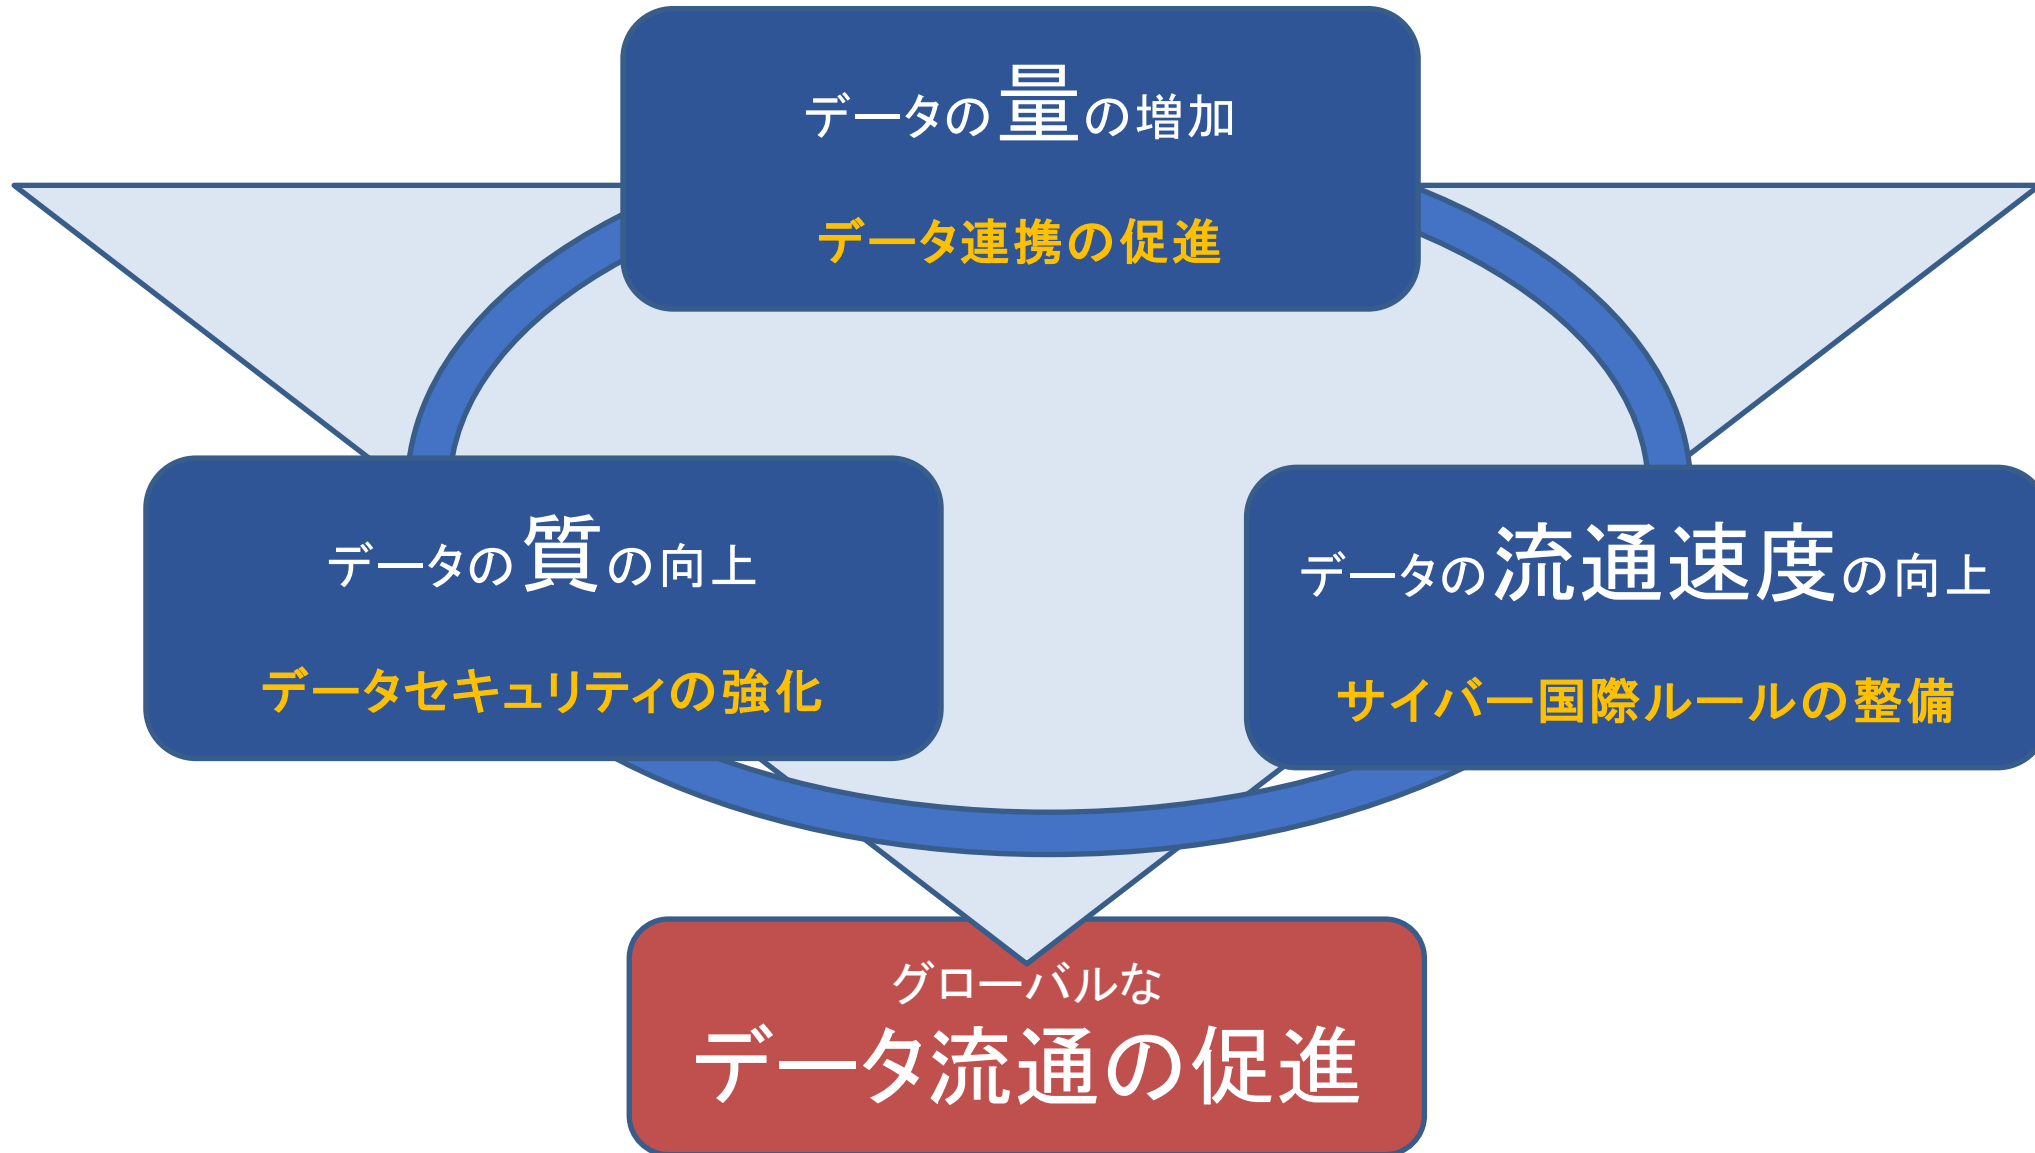 データの量の増加
データ連携の促進
データの質の向上
データセキュリティの強化
データの流通速度の向上
サイバー国際ルールの整備
グローバルな
データ流通の促進